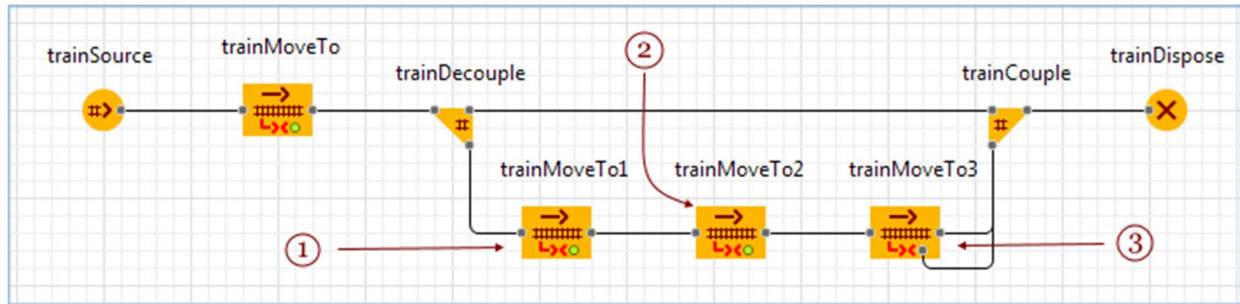 trainSource
trainMoveTo
trainDecouple
②
trainCouple
trainDispose
trainMoveTo1
trainMoveTo2
trainMoveTo3
①
③